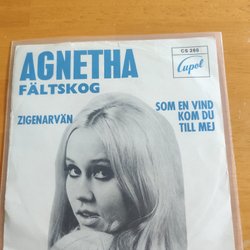 AGNETHA
FÄLTSKOG
CS 260
Cupol
ZIGENARVÄN
SOM EN VIND
KOM DU
TILL MEJ